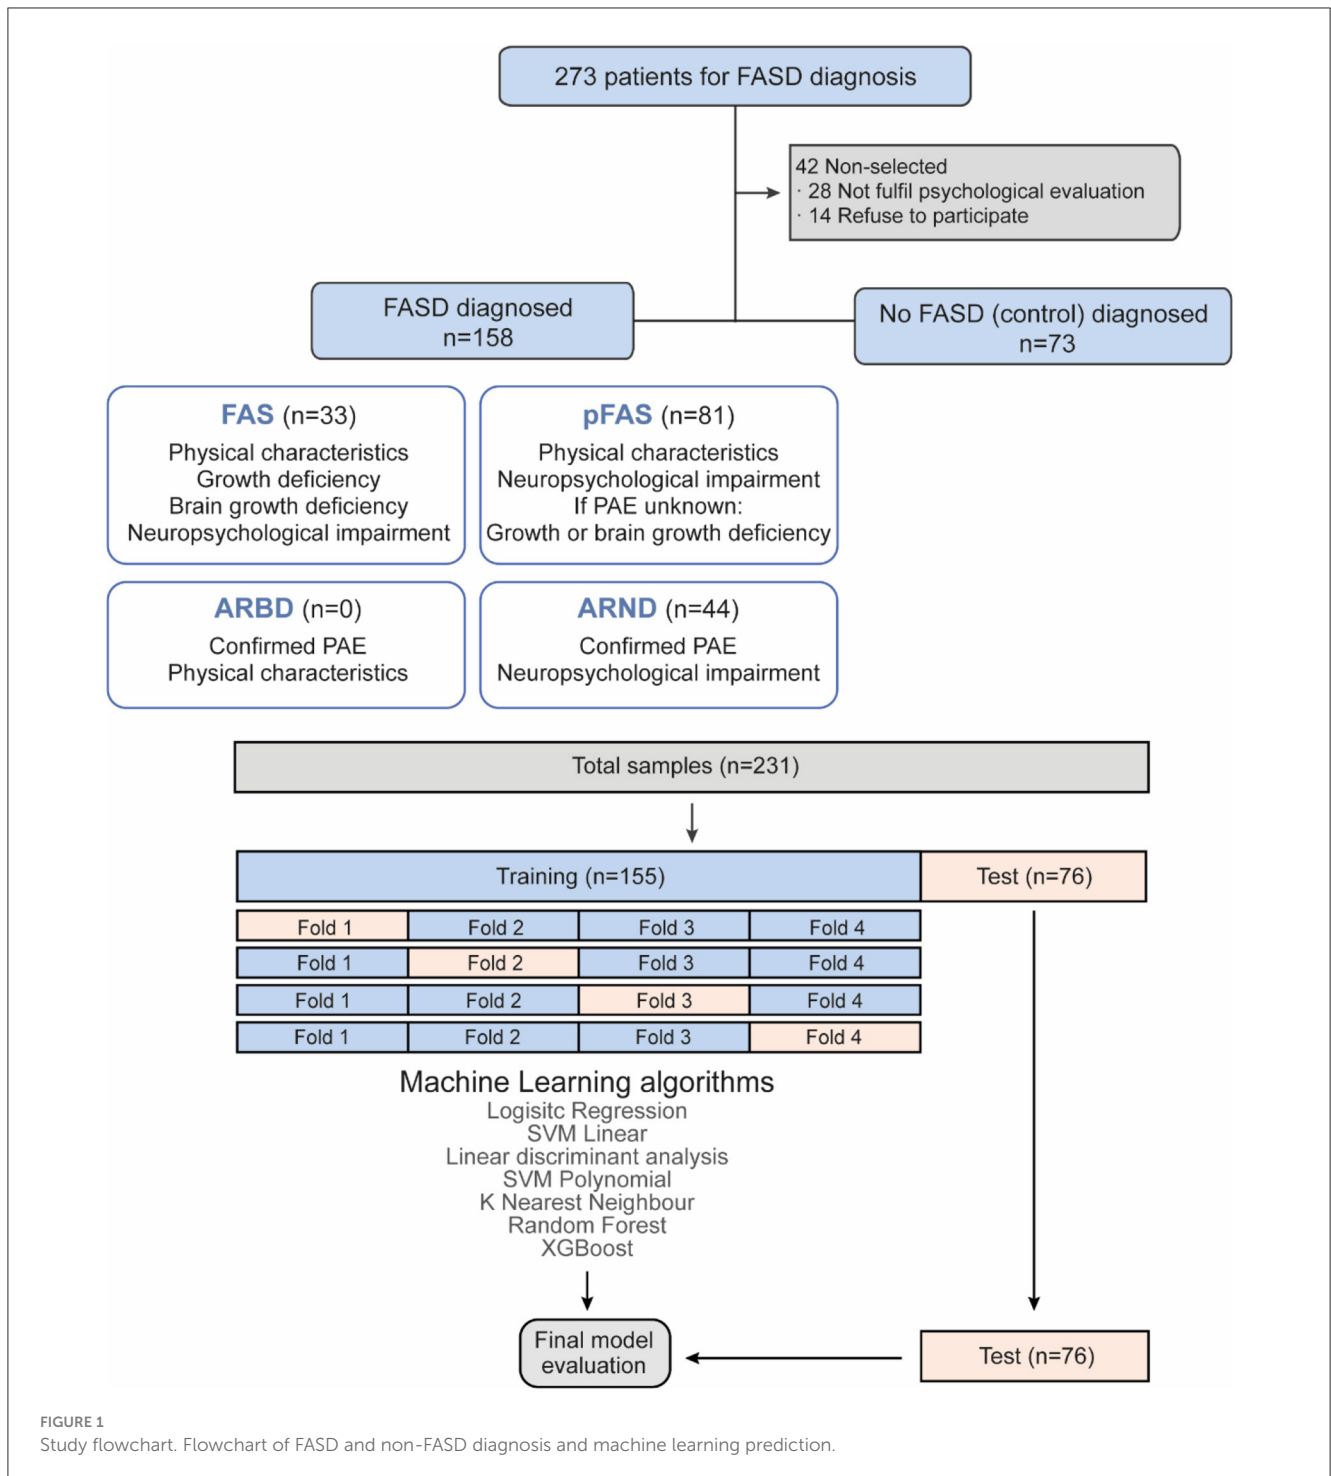 273 patients for FASD diagnosis
42 Non-selected
· 28 Not fulfil psychological evaluation
· 14 Refuse to participate
FASD diagnosed
n=158
No FASD (control) diagnosed
n=73
FAS (n=33)
Physical characteristics
Growth deficiency
Brain growth deficiency
Neuropsychological impairment
pFAS (n=81)
Physical characteristics
Neuropsychological impairment
If PAE unknown:
Growth or brain growth deficiency
ARBD (n=0)
Confirmed PAE
Physical characteristics
ARND (n=44)
Confirmed PAE
Neuropsychological impairment
Total samples (n=231)
Training (n=155) Test (n=76)
Fold 1 Fold 2 Fold 3 Fold 4
Fold 1 Fold 2 Fold 3 Fold 4
Fold 1 Fold 2 Fold 3 Fold 4
Fold 1 Fold 2 Fold 3 Fold 4
Machine Learning algorithms
Logisitc Regression
SVM Linear
Linear discriminant analysis
SVM Polynomial
K Nearest Neighbour
Random Forest
XGBoost
Final model
evaluation
Test (n=76)
FIGURE 1
Study flowchart. Flowchart of FASD and non-FASD diagnosis and machine learning prediction.